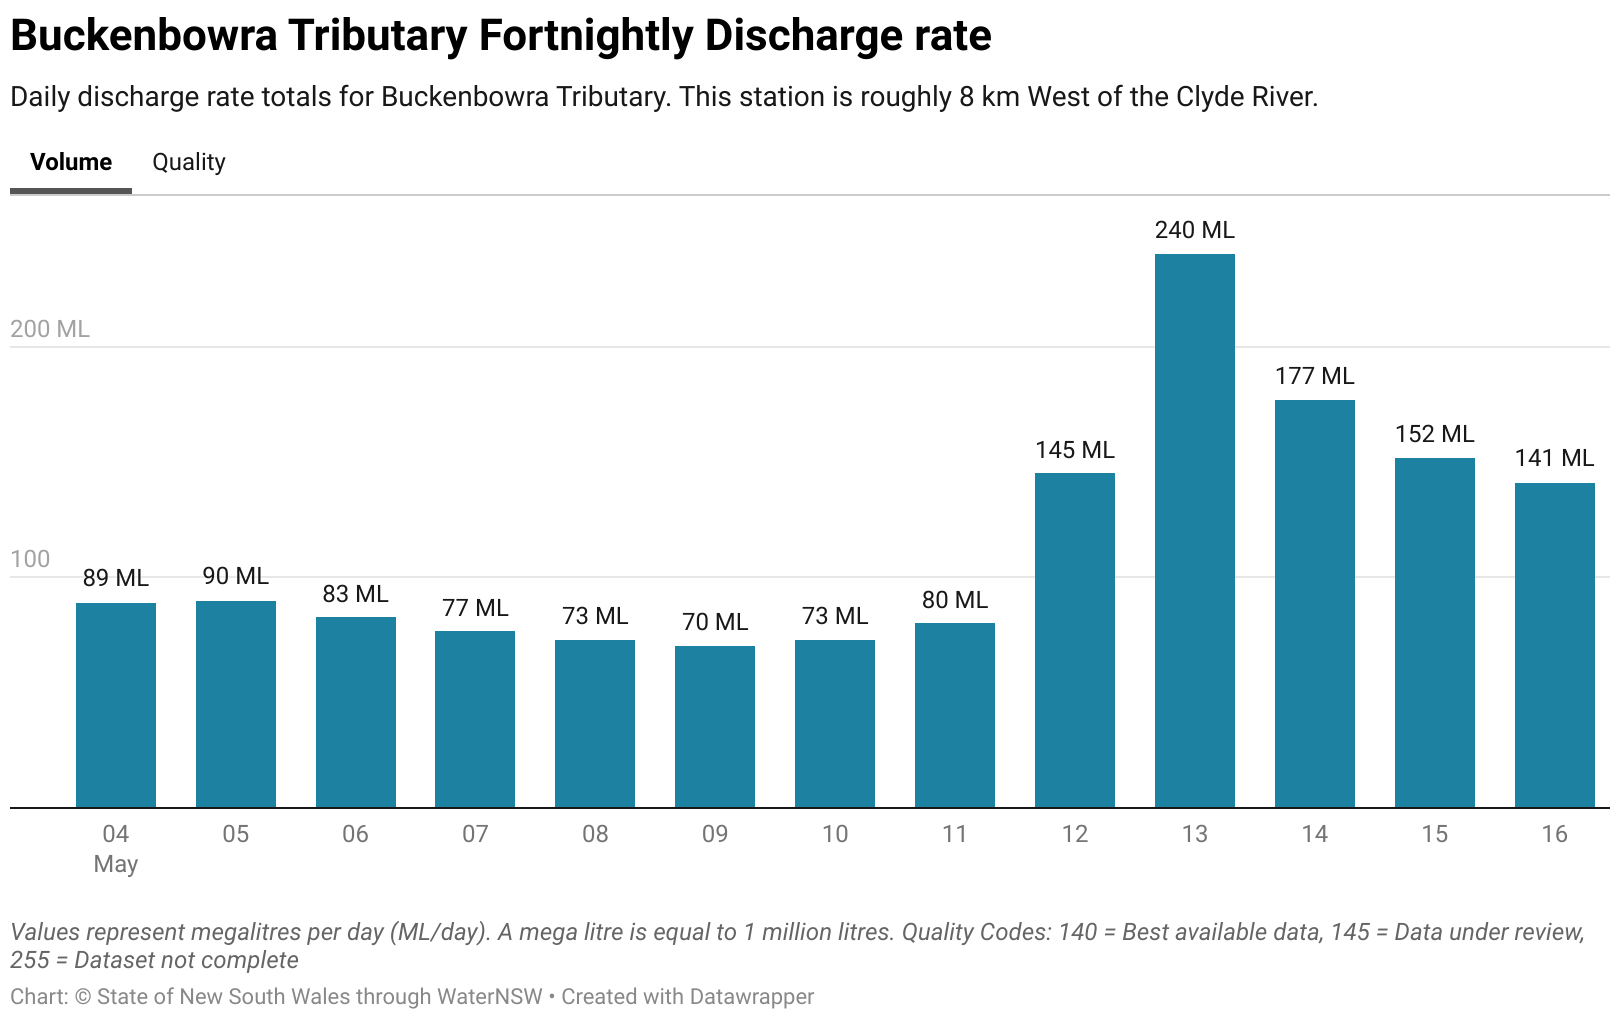 Buckenbowra Tributary Fortnightly Discharge rate
Daily discharge rate totals for Buckenbowra Tributary. This station is roughly 8 km West of the Clyde River.
Volume Quality
240 ML
200 ML
177 ML
152 ML
145 ML
141 ML
100
89 ML
90 ML
83 ML
77 ML
73 ML
70 ML
73 ML
80 ML
04 05 06 07 08 09 10 11 12 13 14 15 16
May
Values represent megalitres per day (ML/day). A mega litre is equal to 1 million litres. Quality Codes: 140 = Best available data, 145 = Data under review,
255 = Dataset not complete
Chart: © State of New South Wales through WaterNSW • Created with Datawrapper